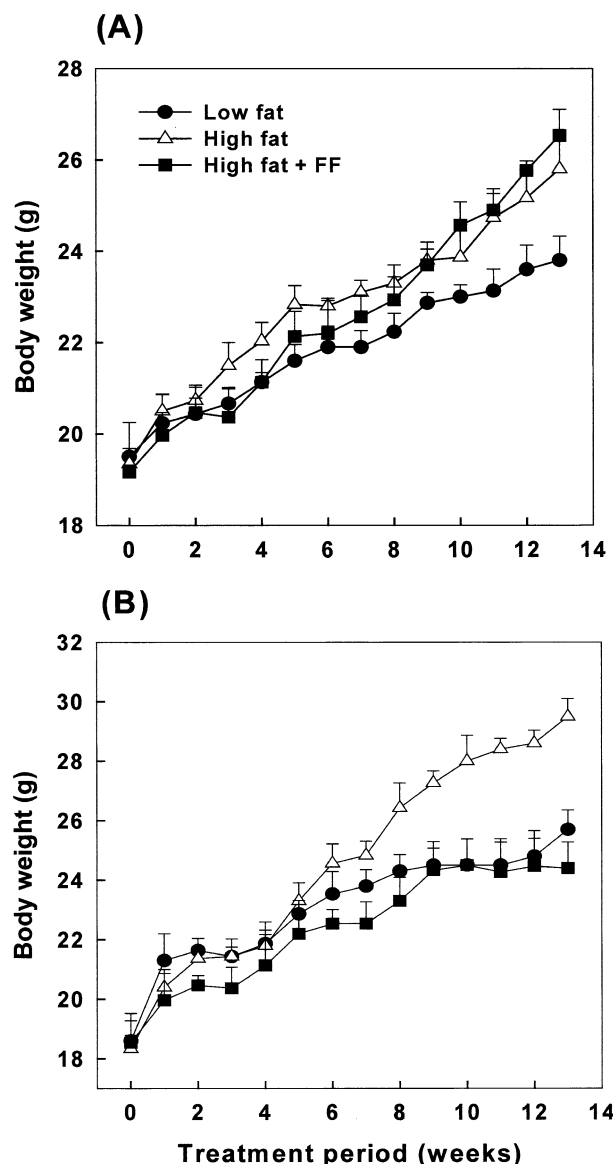 (A)
28
26
24
22
20
18
Body weight (g)
Low fat
High fat
High fat + FF
0 2 4 6 8 10 12 14
(B)
32
30
28
26
24
22
20
18
Body weight (g)
0 2 4 6 8 10 12 14
Treatment period (weeks)